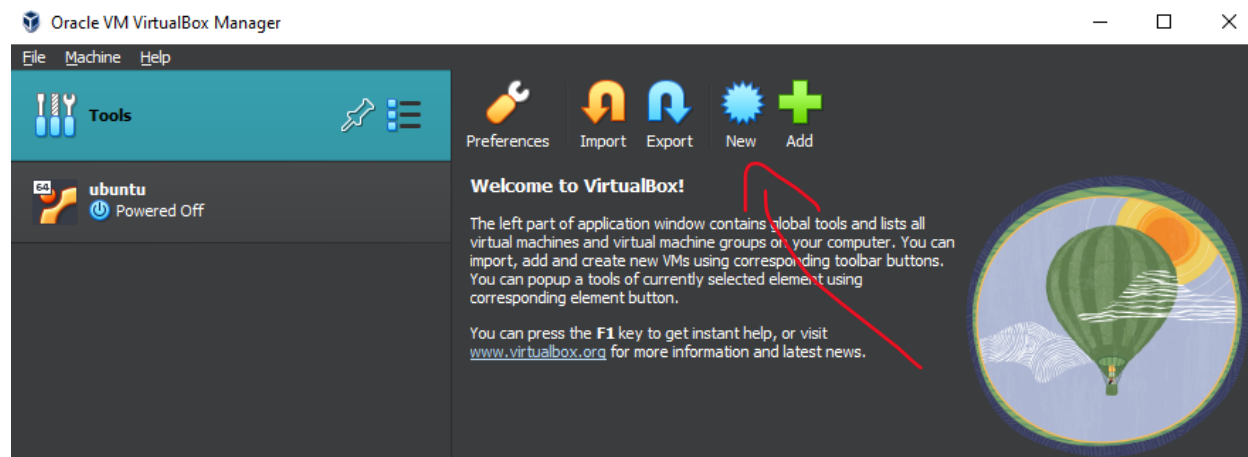 Oracle VM VirtualBox Manager
File Machine Help
Tools
64
ubuntu
Powered Off
Preferences Import Export New Add
Welcome to VirtualBox!
The left part of application window contains global tools and lists all
virtual machines and virtual machine groups on your computer. You can
import, add and create new VMs using corresponding toolbar buttons.
You can popup a tools of currently selected element using
corresponding element button.
You can press the F1 key to get instant help, or visit
www.virtualbox.org for more information and latest news.